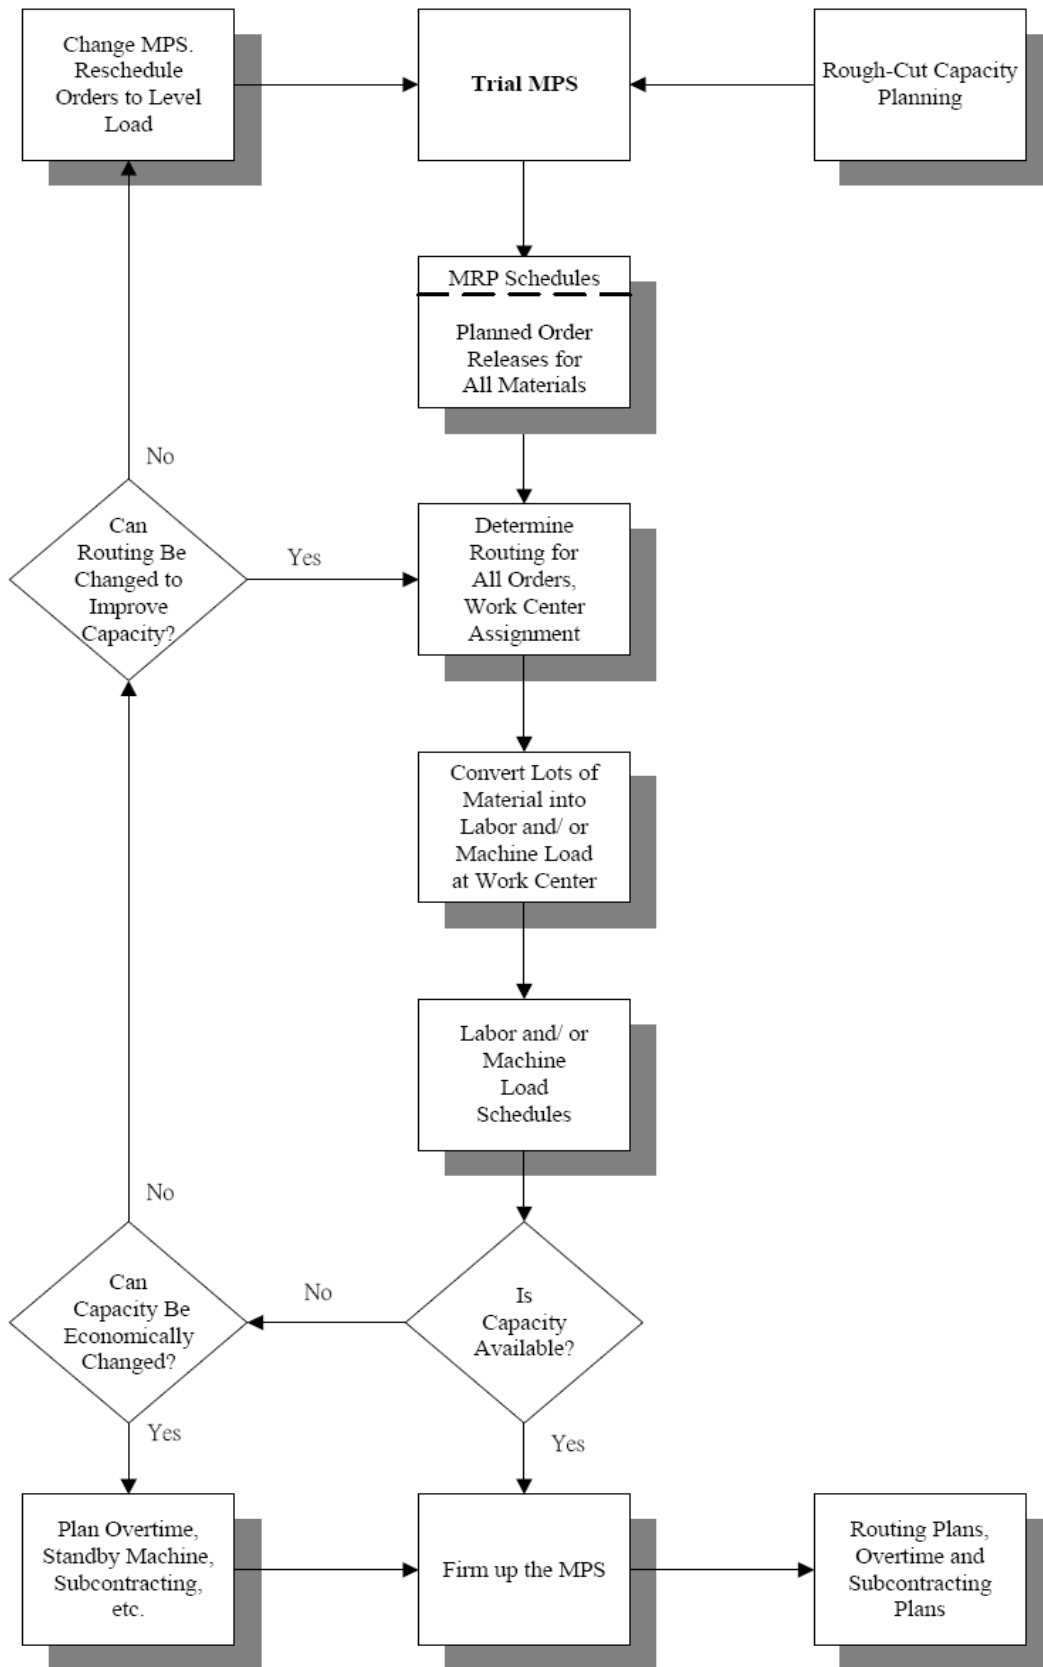 Change MPS.
Reschedule
Orders to Level
Load
Trial MPS
Rough-Cut Capacity
Planning
MRP Schedules
Planned Order
Releases for
All Materials
No
Can
Routing Be
Changed to
Improve
Capacity?
Yes
Determine
Routing for
All Orders,
Work Center
Assignment
Convert Lots of
Material into
Labor and/ or
Machine Load
at Work Center
Labor and/ or
Machine
Load
Schedules
No
Can
Capacity Be
Economically
Changed?
No
Is
Capacity
Available?
Yes
Yes
Plan Overtime,
Standby Machine,
Subcontracting,
etc.
Firm up the MPS
Routing Plans,
Overtime and
Subcontracting
Plans